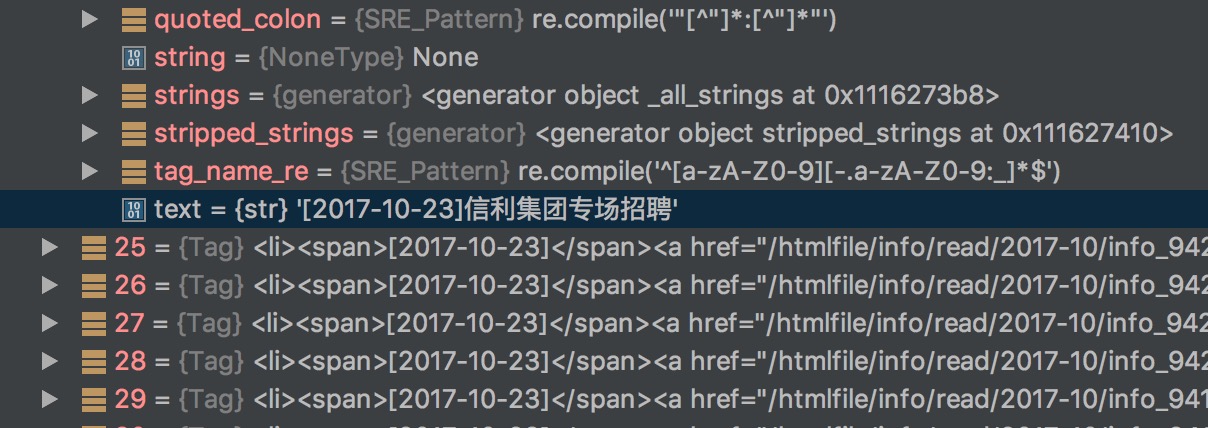 quoted_colon = {SRE_Pattern} re.compile('"[^"]*:[^"]*"')
string = {NoneType} None
strings = {generator} <generator object _all_strings at 0x1116273b8>
stripped_strings = {generator} <generator object stripped_strings at 0x111627410>
tag_name_re = {SRE_Pattern} re.compile('^[a-zA-Z0-9][-.a-zA-Z0-9:_]*$')
text = {str} '[2017-10-23]信利集团专场招聘'
25 = {Tag} <li><span>[2017-10-23]</span><a href="/htmlfile/info/read/2017-10/info_942
26 = {Tag} <li><span>[2017-10-23]</span><a href="/htmlfile/info/read/2017-10/info_942
27 = {Tag} <li><span>[2017-10-23]</span><a href="/htmlfile/info/read/2017-10/info_942
28 = {Tag} <li><span>[2017-10-23]</span><a href="/htmlfile/info/read/2017-10/info_942
29 = {Tag} <li><span>[2017-10-23]</span><a href="/htmlfile/info/read/2017-10/info_941